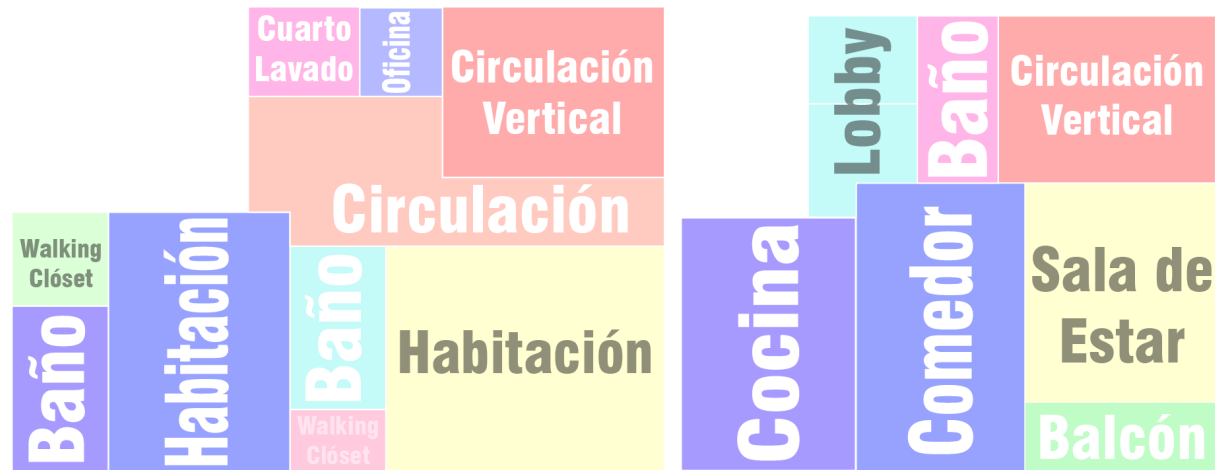 Cuarto
Lavado
Oficina
Circulación
Vertical
Circulación
Walking
Clóset
Baño
Habitación
Baño
Walking
Clóset
Habitación
Lobby
Baño
Circulación
Vertical
Cocina
Comedor
Sala de
Estar
Balcón